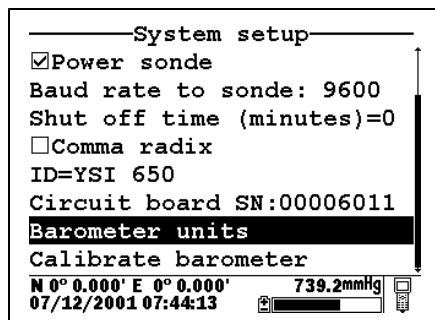 System setup
☑Power sonde
Baud rate to sonde: 9600
Shut off time (minutes)=0
☐Comma radix
ID=YSI 650
Circuit board SN:00006011
Barometer units
Calibrate barometer
N 0° 0.000' E 0° 0.000' 739.2mmHg
07/12/2001 07:44:13